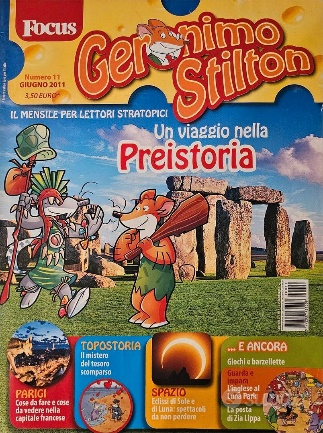 Focus
Geronimo
Stilton
Numero 11
GIUGNO 2011
3,50 EURO
IL MENSILE PER LETTORI STRATOPICI
Un viaggio nella
Preistoria
PARIGI
Cose da fare e cose
da vedere nella
capitale francese
TOPOSTORIA
Il mistero
del tesoro
scomparso
SPAZIO
Eclissi di Sole e
di Luna: spettacoli
da non perdere
... E ANCORA
Giochi e barzellette
Guarda e
impara
l'inglese al
Luna Park
La posta
di Zia Lippa